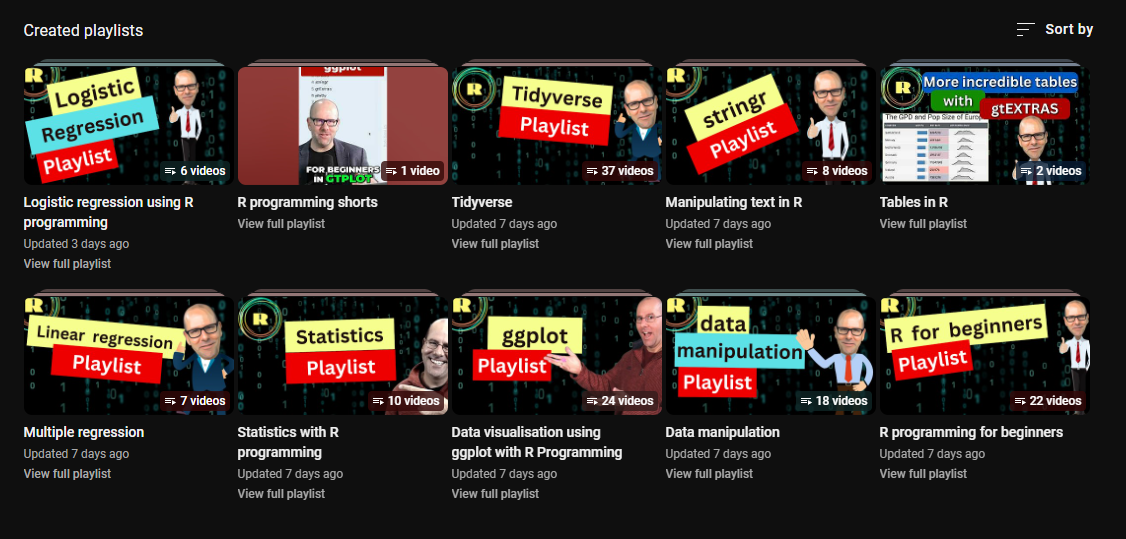 Created playlists
Sort by
R
Logistic
Regression
Playlist
6 videos
ggplot
FOR BEGINNERS
IN GTPLOT
1 video
R
Tidyverse
Playlist
37 videos
R
stringr
Playlist
8 videos
R
More incredible tables
with
gtEXTRAS
The GPD and Pop Size of Europ
2 videos
Logistic regression using R
programming
Updated 3 days ago
View full playlist
R programming shorts
View full playlist
Tidyverse
Updated 7 days ago
View full playlist
Manipulating text in R
Updated 7 days ago
View full playlist
Tables in R
View full playlist
R
Linear regression
Playlist
7 videos
R
Statistics
Playlist
10 videos
R
ggplot
Playlist
24 videos
R
data
manipulation
Playlist
18 videos
R
R for beginners
Playlist
22 videos
Multiple regression
Updated 7 days ago
View full playlist
Statistics with R
programming
Updated 7 days ago
View full playlist
Data visualisation using
ggplot with R Programming
Updated 7 days ago
View full playlist
Data manipulation
Updated 7 days ago
View full playlist
R programming for beginners
Updated 7 days ago
View full playlist